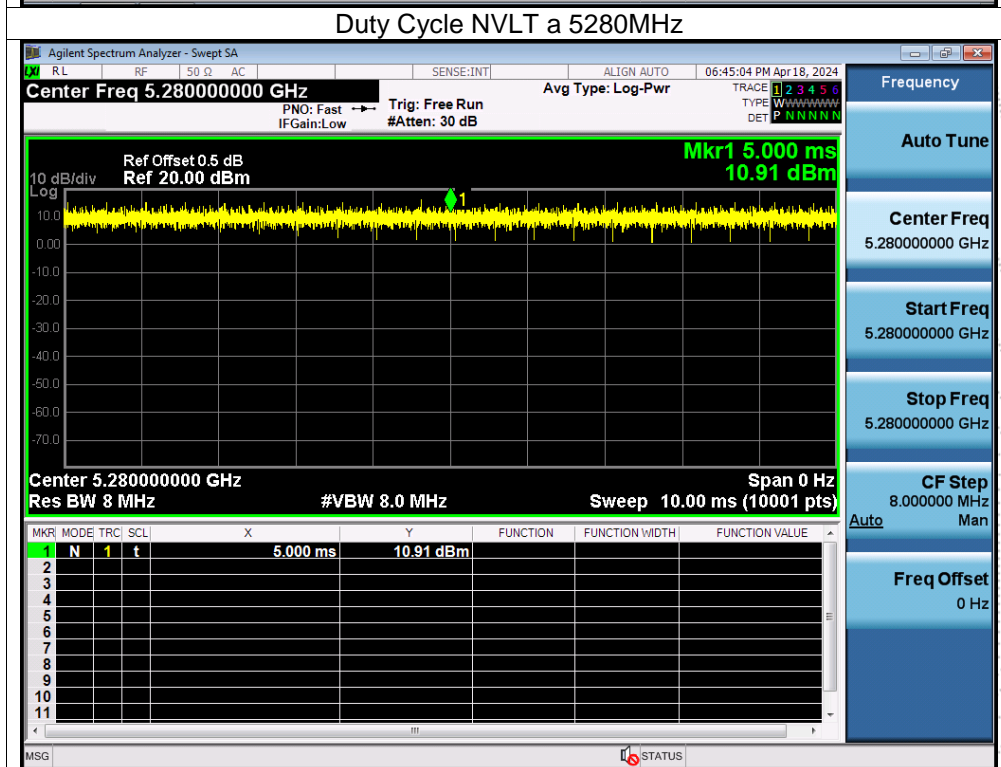 Duty Cycle NVLT a 5280MHz
Agilent Spectrum Analyzer - Swept SA
LXI RL RF 50 Ω AC SENSE:INT ALIGN AUTO 06:45:04 PM Apr 18, 2024
Center Freq 5.280000000 GHz
PNO: Fast
IFGain:Low
Trig: Free Run
#Atten: 30 dB
Avg Type: Log-Pwr
TRACE 1 2 3 4 5 6
TYPE WWWWWW
DET P N N N N N
Mkr1 5.000 ms
10.91 dBm
Ref Offset 0.5 dB
10 dB/div Ref 20.00 dBm
Log
1
10.0
0.00
-10.0
-20.0
-30.0
-40.0
-50.0
-60.0
-70.0
Center 5.280000000 GHz Span 0 Hz
Res BW 8 MHz #VBW 8.0 MHz Sweep 10.00 ms (10001 pts)
MKR MODE TRC SCL X Y FUNCTION FUNCTION WIDTH FUNCTION VALUE
1 N 1 t 5.000 ms 10.91 dBm
2
3
4
5
6
7
8
9
10
11
MSG STATUS
Frequency
Auto Tune
Center Freq
5.280000000 GHz
Start Freq
5.280000000 GHz
Stop Freq
5.280000000 GHz
CF Step
8.000000 MHz
Auto Man
Freq Offset
0 Hz